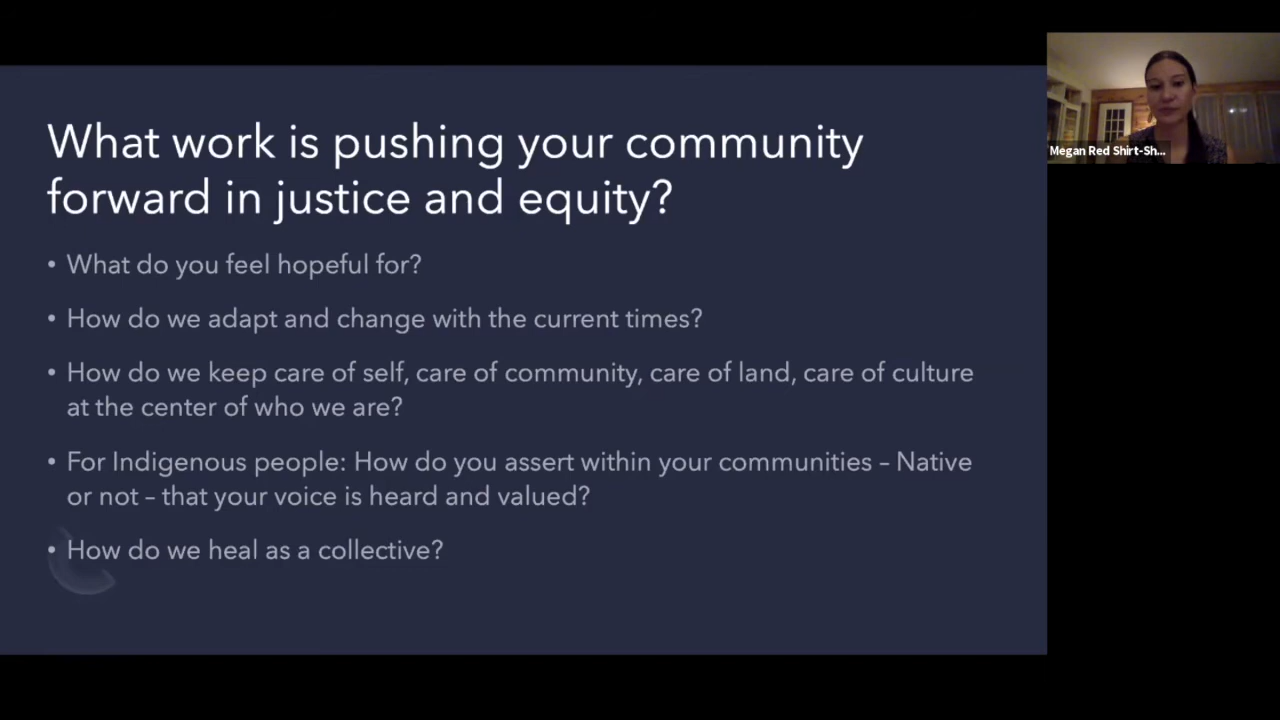 What work is pushing your community
forward in justice and equity?
• What do you feel hopeful for?
• How do we adapt and change with the current times?
• How do we keep care of self, care of community, care of land, care of culture
at the center of who we are?
• For Indigenous people: How do you assert within your communities – Native
or not – that your voice is heard and valued?
• How do we heal as a collective?
Megan Red Shirt-Sh...